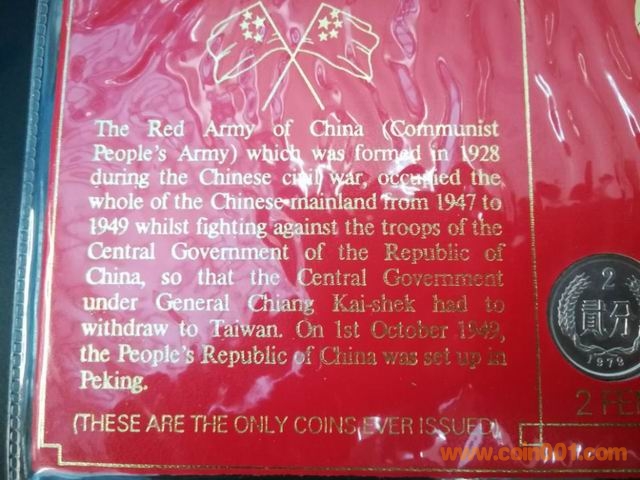 The Red Army of China (Communist
People's Army) which was formed in 1928
during the Chinese civil war, occupied the
whole of the Chinese mainland from 1947 to
1949 whilst fighting against the troops of the
Central Government of the Republic of
China, so that the Central Government
under General Chiang Kai-shek had to
withdraw to Taiwan. On 1st October 1949,
the People's Republic of China was set up in
Peking.
(THESE ARE THE ONLY COINS EVER ISSUED)
2
贰分
1979
2 FEN
www.coin001.com